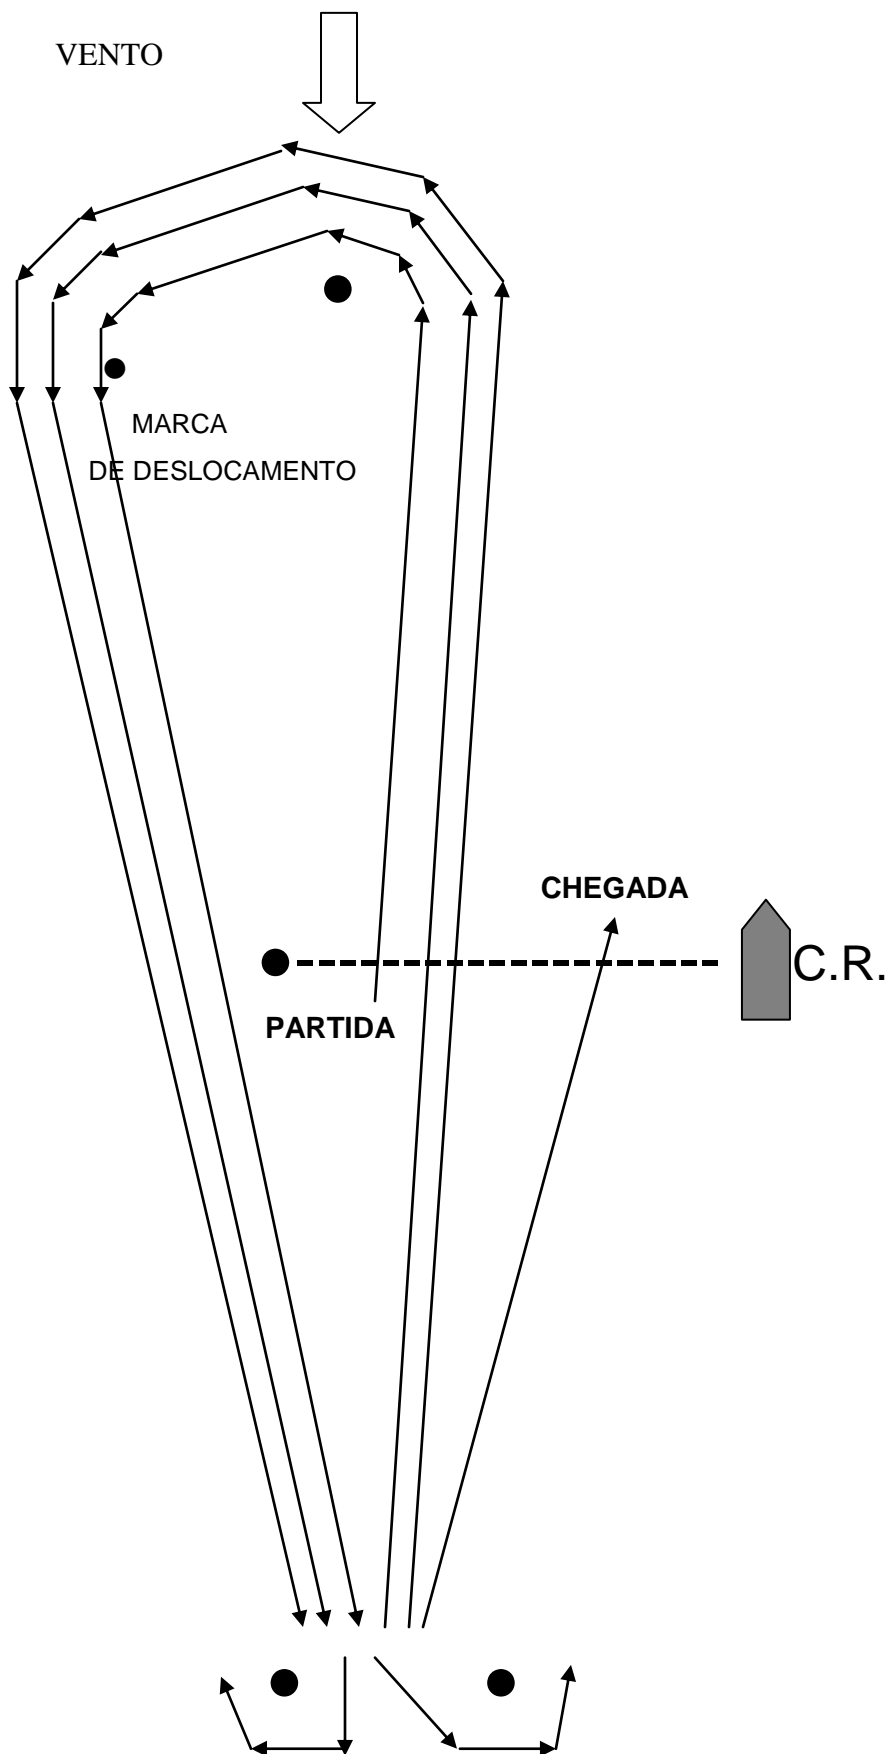 VENTO
MARCA
DE DESLOCAMENTO
CHEGADA
C.R.
PARTIDA